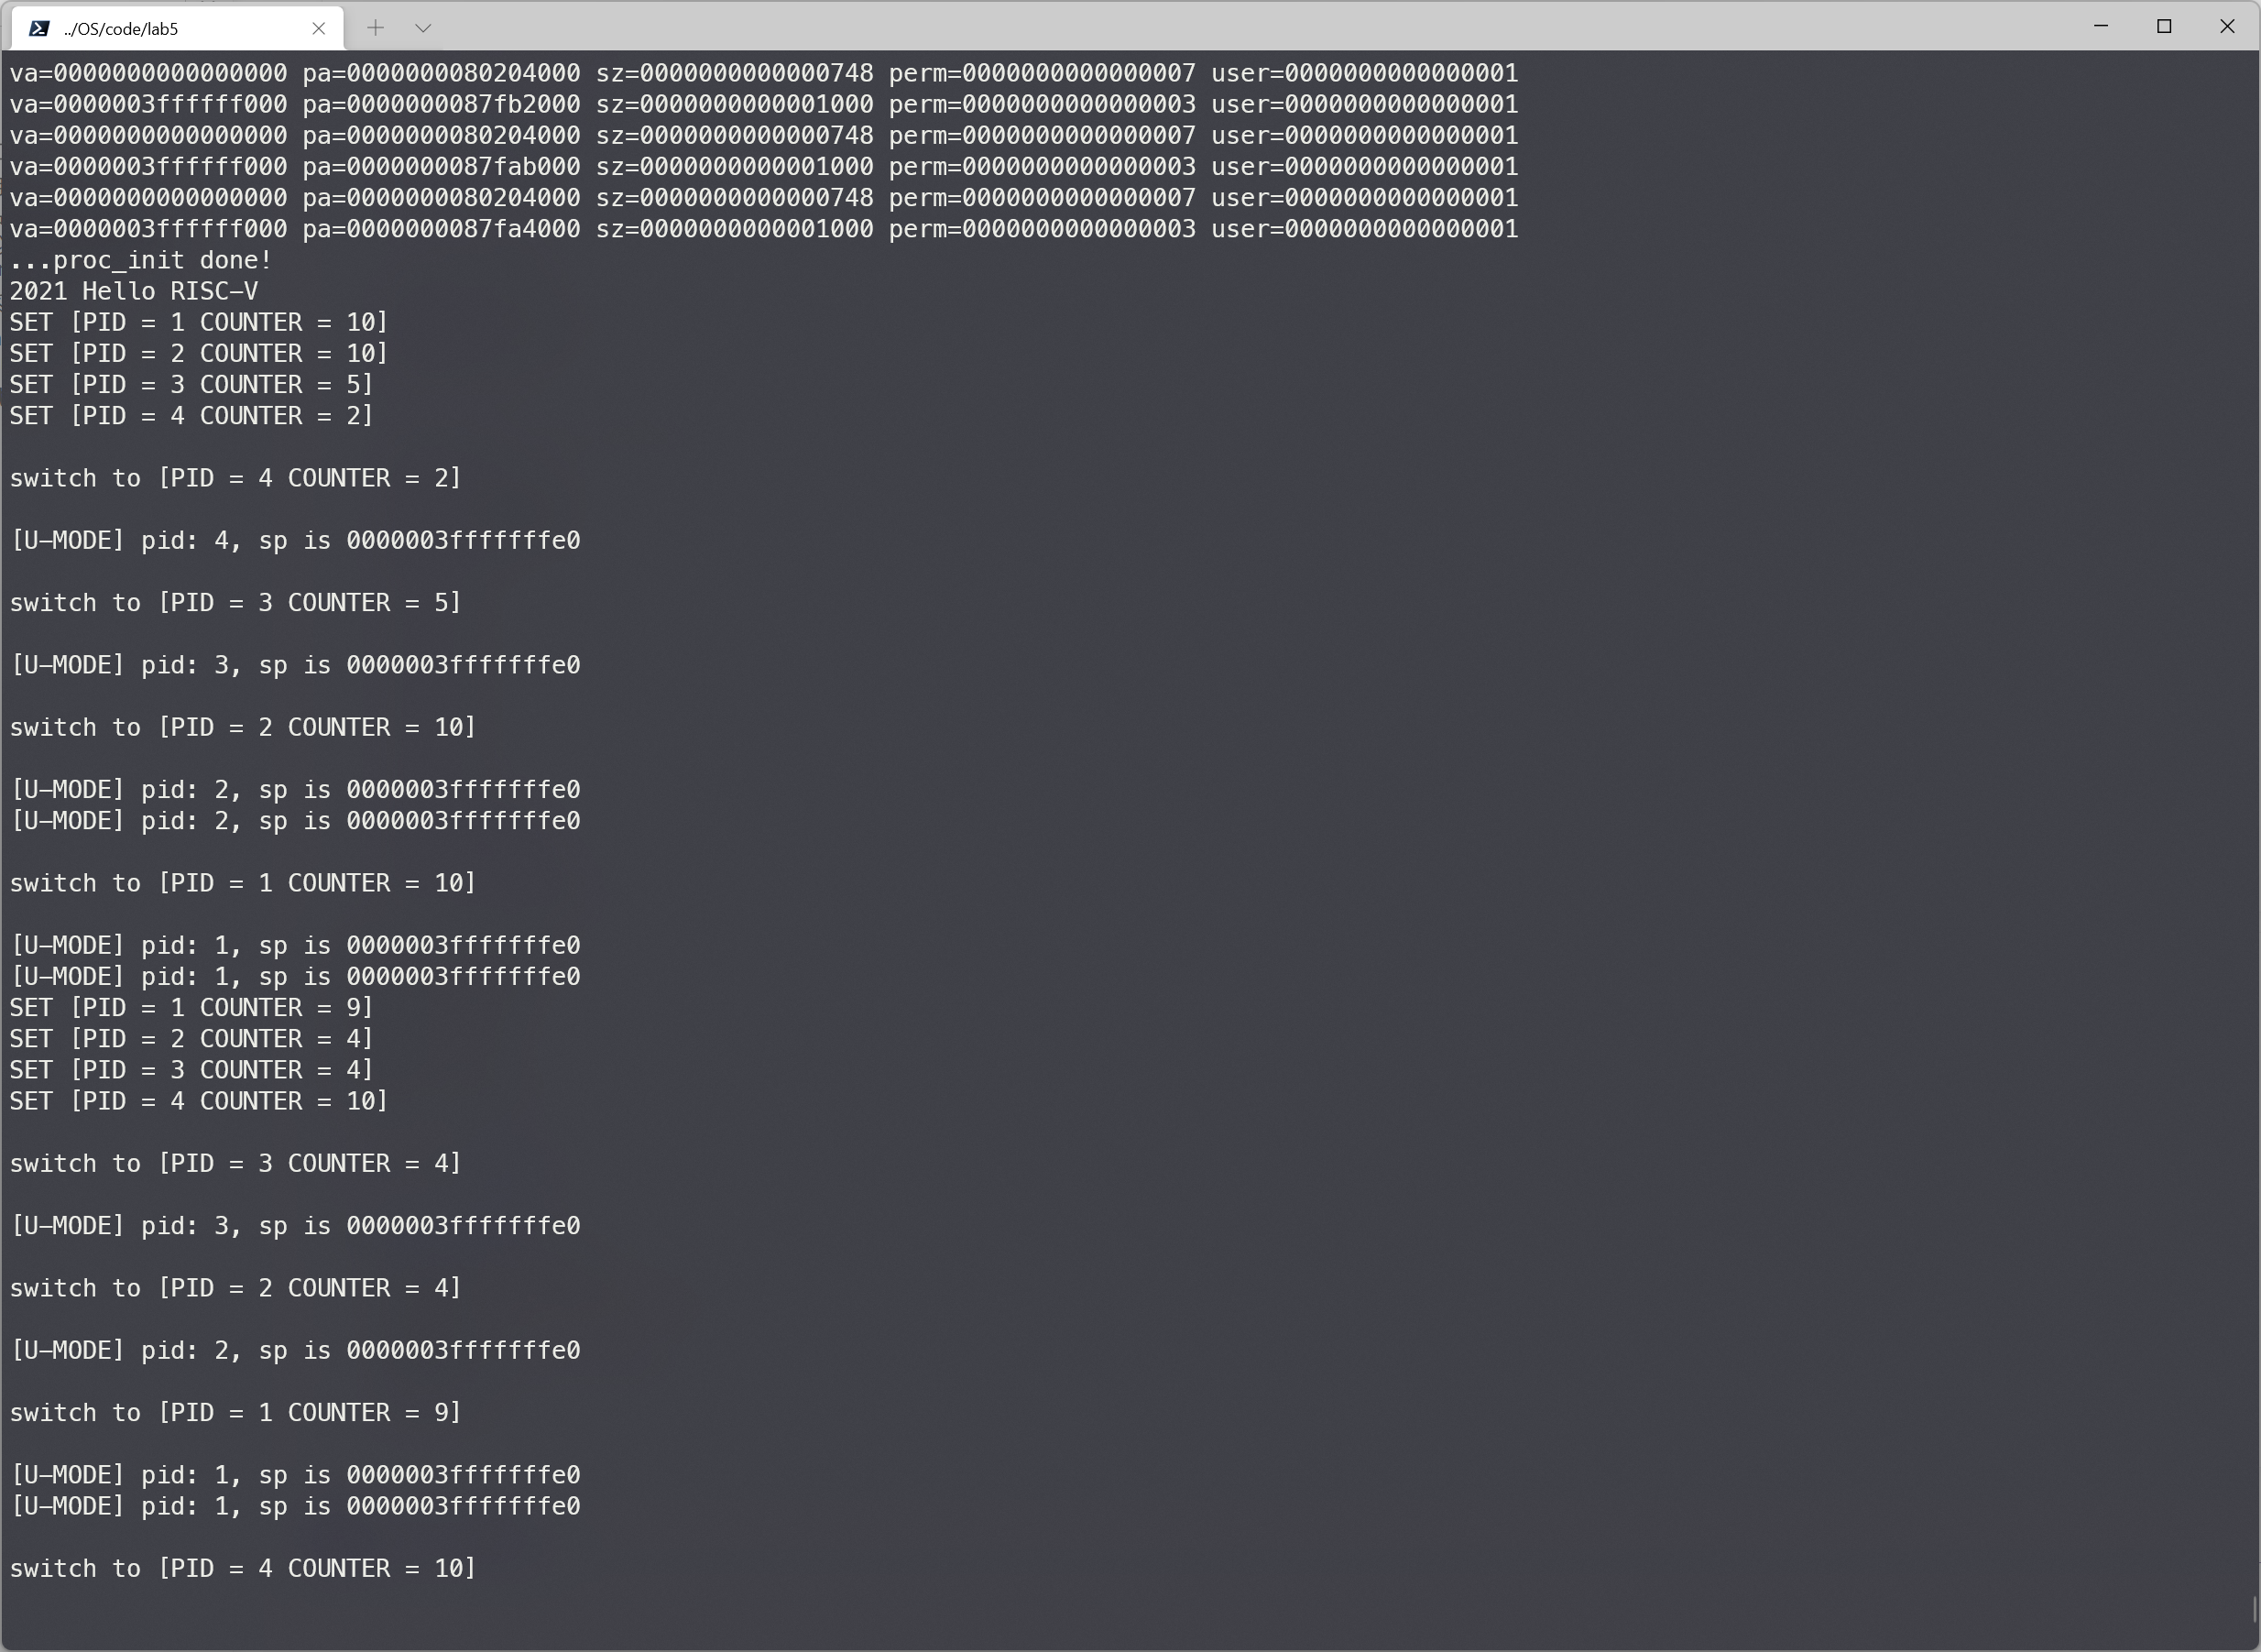 ../OS/code/lab5
va=0000000000000000 pa=0000000080204000 sz=0000000000000748 perm=0000000000000007 user=0000000000000001
va=0000003ffffff000 pa=0000000087fb2000 sz=0000000000001000 perm=0000000000000003 user=0000000000000001
va=0000000000000000 pa=0000000080204000 sz=0000000000000748 perm=0000000000000007 user=0000000000000001
va=0000003ffffff000 pa=0000000087fab000 sz=0000000000001000 perm=0000000000000003 user=0000000000000001
va=0000000000000000 pa=0000000080204000 sz=0000000000000748 perm=0000000000000007 user=0000000000000001
va=0000003ffffff000 pa=0000000087fa4000 sz=0000000000001000 perm=0000000000000003 user=0000000000000001
...proc_init done!
2021 Hello RISC-V
SET [PID = 1 COUNTER = 10]
SET [PID = 2 COUNTER = 10]
SET [PID = 3 COUNTER = 5]
SET [PID = 4 COUNTER = 2]
switch to [PID = 4 COUNTER = 2]
[U-MODE] pid: 4, sp is 0000003fffffffe0
switch to [PID = 3 COUNTER = 5]
[U-MODE] pid: 3, sp is 0000003fffffffe0
switch to [PID = 2 COUNTER = 10]
[U-MODE] pid: 2, sp is 0000003fffffffe0
[U-MODE] pid: 2, sp is 0000003fffffffe0
switch to [PID = 1 COUNTER = 10]
[U-MODE] pid: 1, sp is 0000003fffffffe0
[U-MODE] pid: 1, sp is 0000003fffffffe0
SET [PID = 1 COUNTER = 9]
SET [PID = 2 COUNTER = 4]
SET [PID = 3 COUNTER = 4]
SET [PID = 4 COUNTER = 10]
switch to [PID = 3 COUNTER = 4]
[U-MODE] pid: 3, sp is 0000003fffffffe0
switch to [PID = 2 COUNTER = 4]
[U-MODE] pid: 2, sp is 0000003fffffffe0
switch to [PID = 1 COUNTER = 9]
[U-MODE] pid: 1, sp is 0000003fffffffe0
[U-MODE] pid: 1, sp is 0000003fffffffe0
switch to [PID = 4 COUNTER = 10]